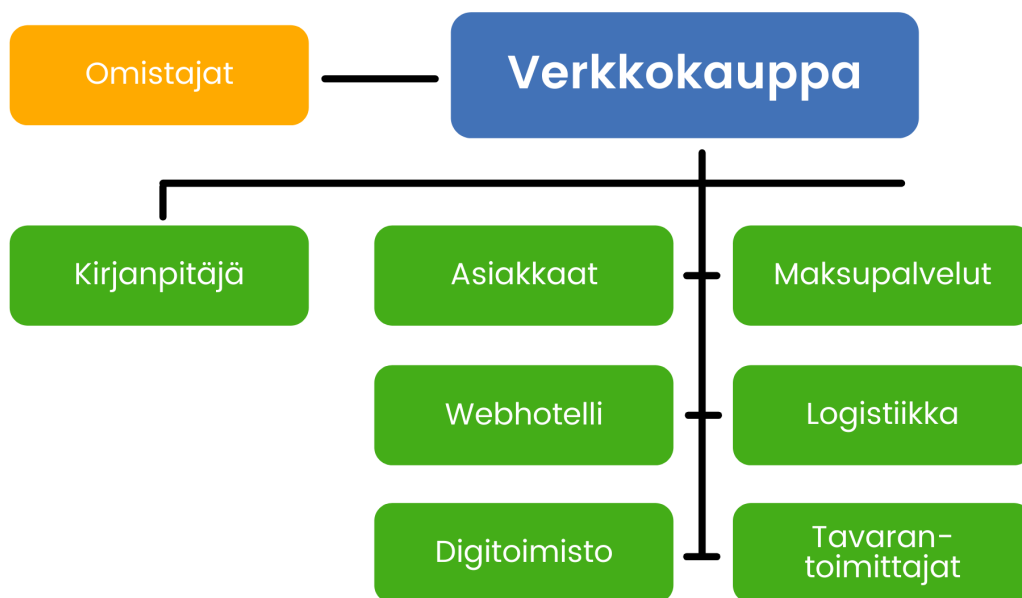 Omistajat
Verkkokauppa
Kirjanpitäjä
Asiakkaat
Maksupalvelut
Webhotelli
Logistiikka
Digitoimisto
Tavaran-
toimittajat